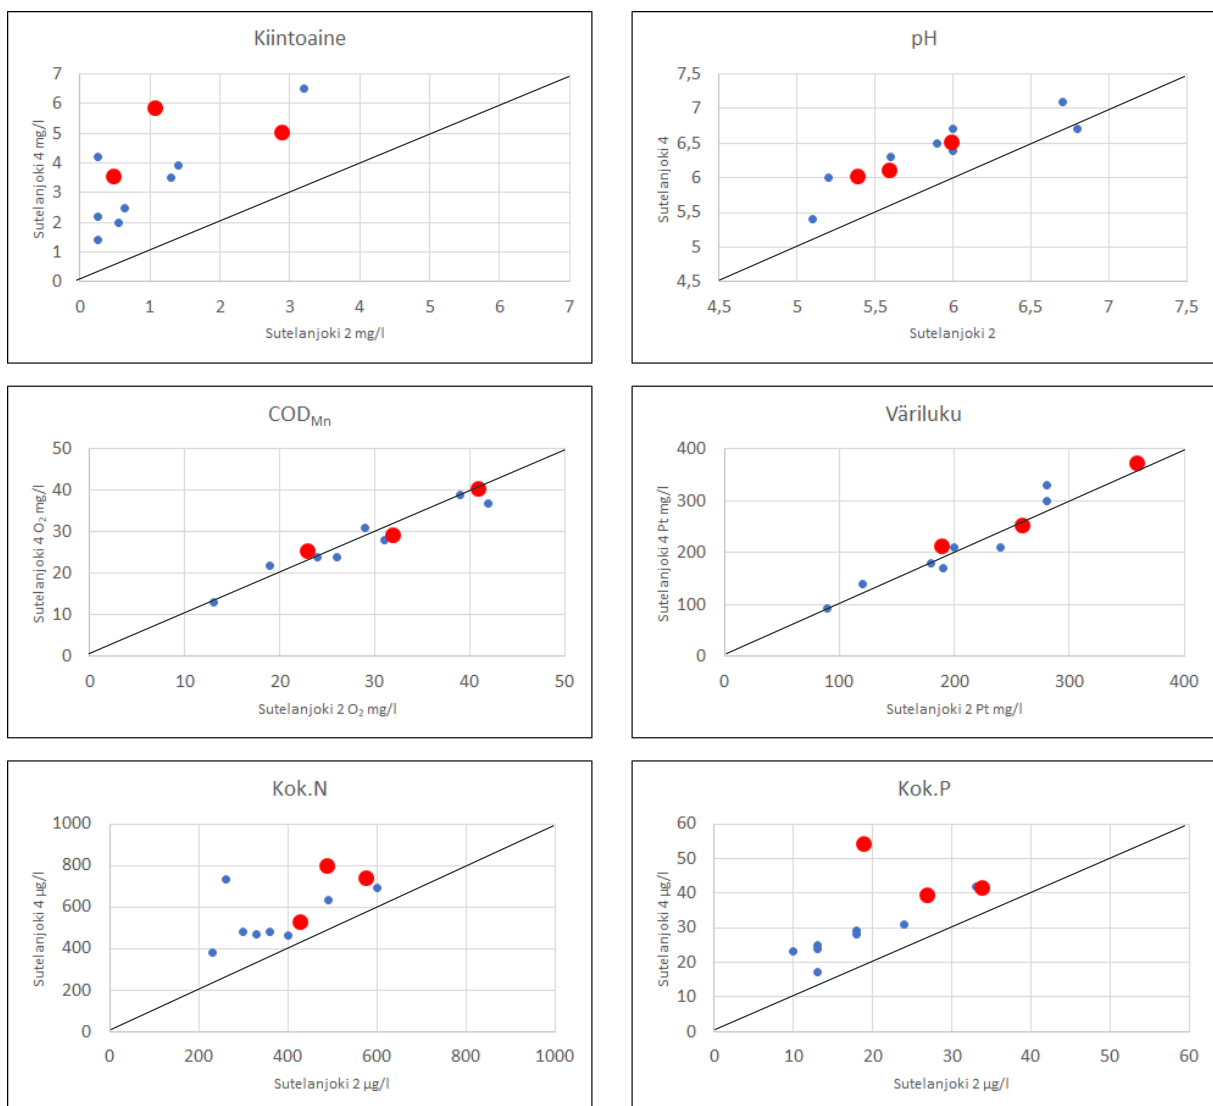 Kiintoaine
Sutelanjoki 4 mg/l
7
6
5
4
3
2
1
0
0 1 2 3 4 5 6 7
Sutelanjoki 2 mg/l
pH
Sutelanjoki 4
7,5
7
6,5
6
5,5
5
4,5
4,5 5 5,5 6 6,5 7 7,5
Sutelanjoki 2
COD_Mn
Sutelanjoki 4 O₂ mg/l
50
40
30
20
10
0
0 10 20 30 40 50
Sutelanjoki 2 O₂ mg/l
Väriluku
Sutelanjoki 4 Pt mg/l
400
300
200
100
0
0 100 200 300 400
Sutelanjoki 2 Pt mg/l
Kok.N
Sutelanjoki 4 µg/l
1000
800
600
400
200
0
0 200 400 600 800 1000
Sutelanjoki 2 µg/l
Kok.P
Sutelanjoki 4 µg/l
60
50
40
30
20
10
0
0 10 20 30 40 50 60
Sutelanjoki 2 µg/l